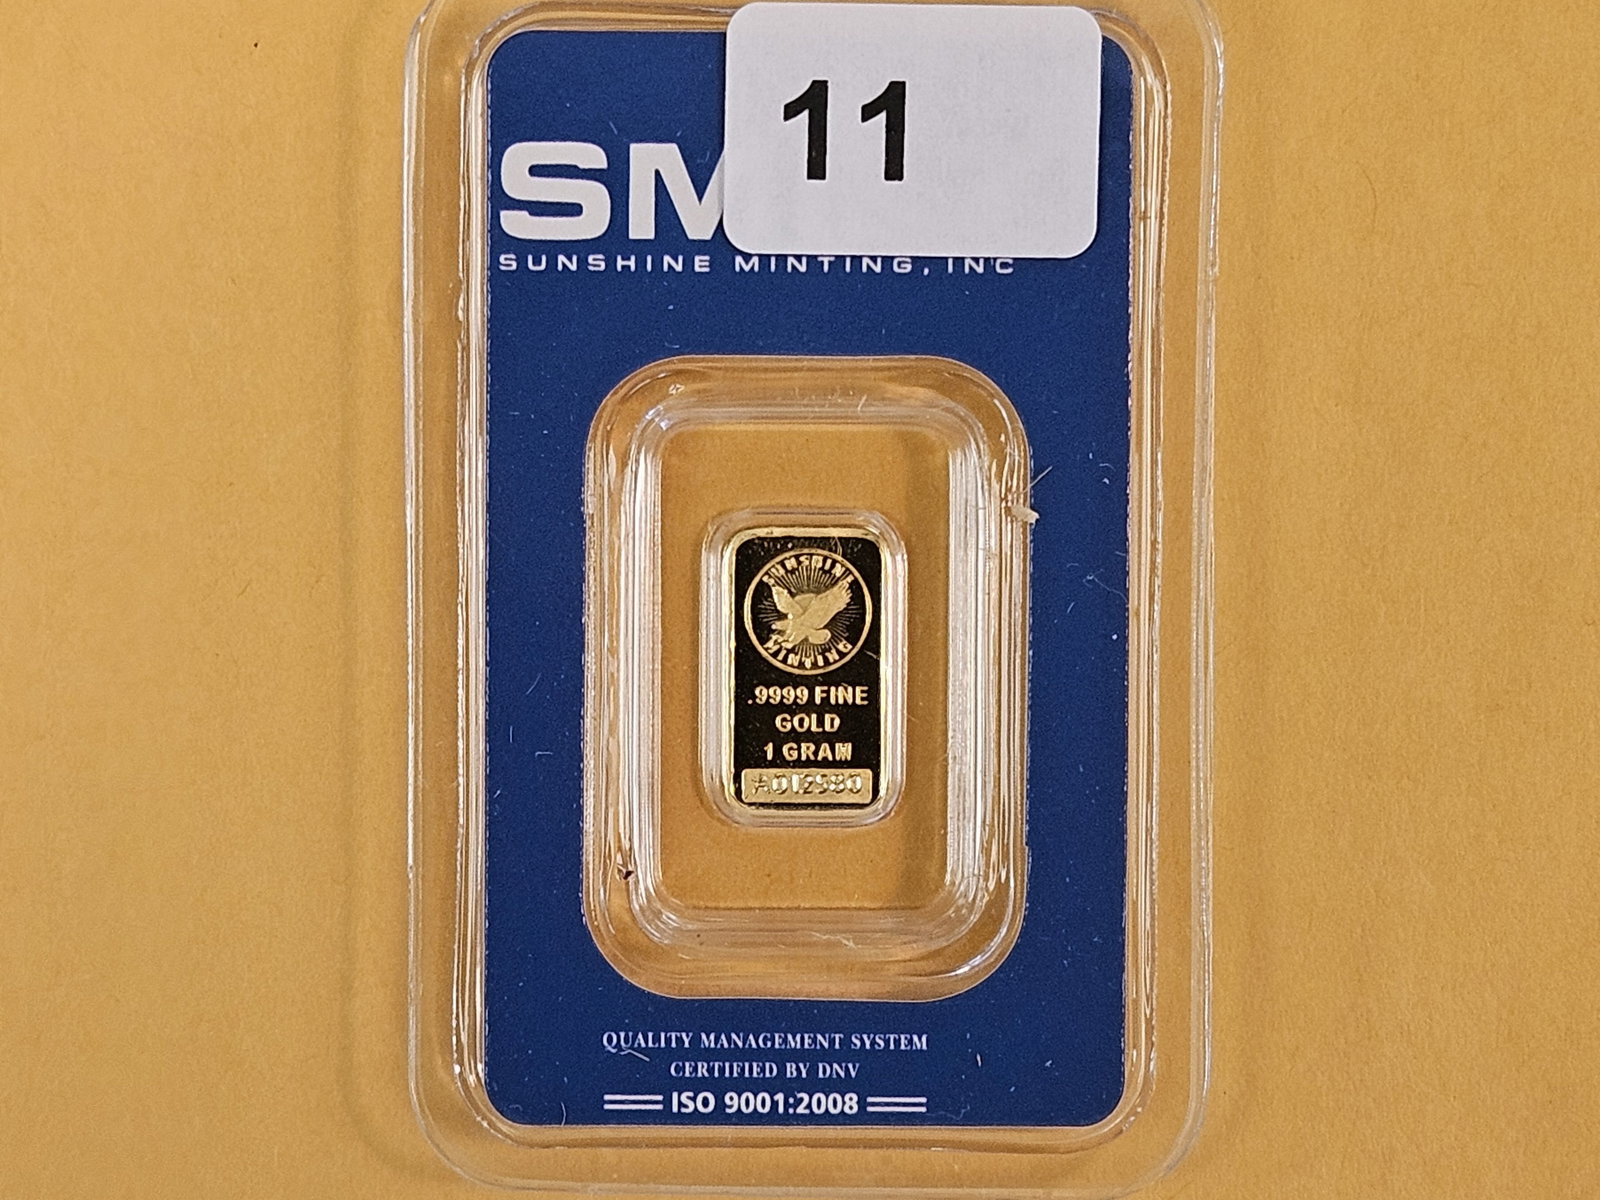 11
SM
SUNSHINE MINTING, INC
SUNSHINE
MINTING
.9999 FINE
GOLD
1 GRAM
A012980
QUALITY MANAGEMENT SYSTEM
CERTIFIED BY DNV
ISO 9001:2008